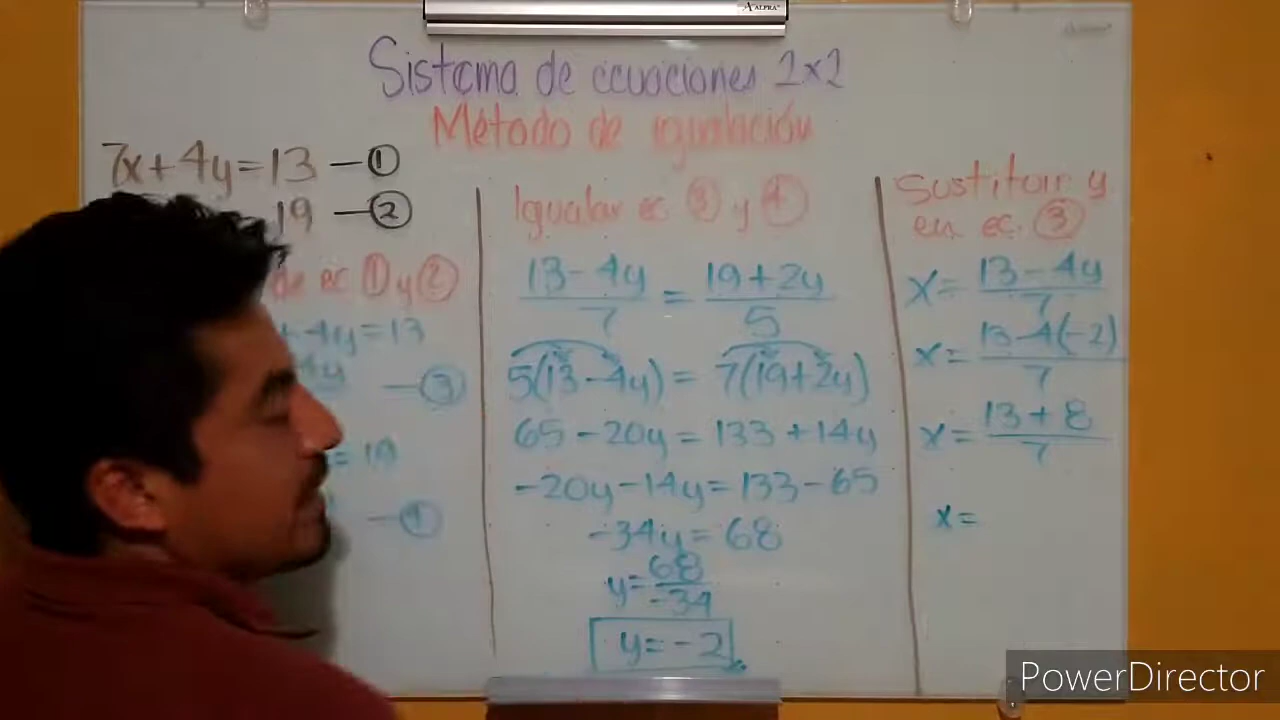 ALPRA
Sistema de ecuaciones 2x2
Método de igualación
7x+4y=13 —①
19 —②
de ec ① y ②
+4y=13
4y —③
= 19
—④
Igualar ec ③ y ④
13-4y/7 = 19+2y/5
5(13-4y) = 7(19+2y)
65-20y=133+14y
-20y-14y=133-65
-34y=68
y=68/-34
y=-2
Sustituir y
en ec. ③
x=13-4y/7
x=13-4(-2)/7
x=13+8/7
x=
PowerDirector